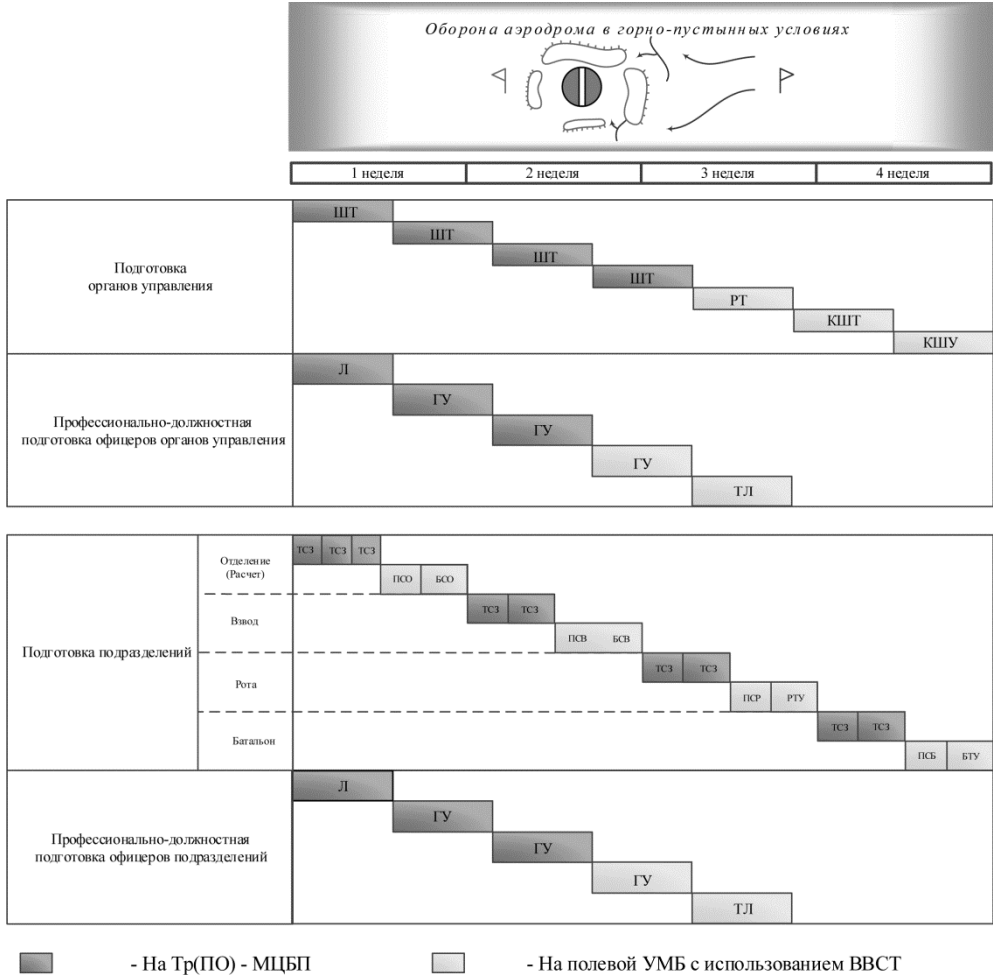 Оборона аэродрома в горно-пустынных условиях
1 неделя 2 неделя 3 неделя 4 неделя
Подготовка
органов управления
ШТ
ШТ
ШТ
ШТ
РТ
КШТ
КШУ
Профессионально-должностная
подготовка офицеров органов управления
Л
ГУ
ГУ
ГУ
ТЛ
Подготовка подразделений
Отделение
(Расчет)
ТСЗ ТСЗ ТСЗ
ПСО БСО
Взвод
ТСЗ ТСЗ
ПСВ БСВ
Рота
ТСЗ ТСЗ
ПСР РТУ
Батальон
ТСЗ ТСЗ
ПСБ БТУ
Профессионально-должностная
подготовка офицеров подразделений
Л
ГУ
ГУ
ГУ
ТЛ
- На Тр(ПО) - МЦБП
- На полевой УМБ с использованием ВВСТ